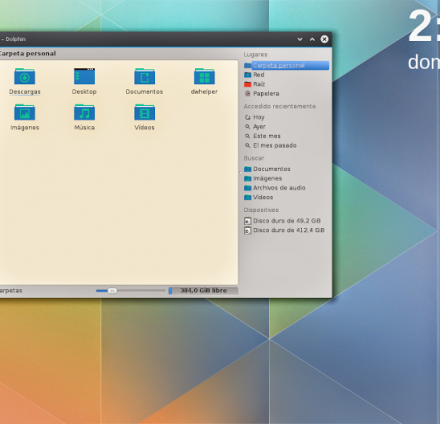 – Dolphin
Carpeta personal
Descargas
Desktop
Documentos
dwhelper
Imágenes
Música
Vídeos
Lugares
Carpeta personal
Red
Raíz
Papelera
Accedido recientemente
Hoy
Ayer
Este mes
El mes pasado
Buscar
Documentos
Imágenes
Archivos de audio
Vídeos
Dispositivos
Disco duro de 49,2 GiB
Disco duro de 412,4 GiB
arpetas
384,0 GiB libre
2:
dom